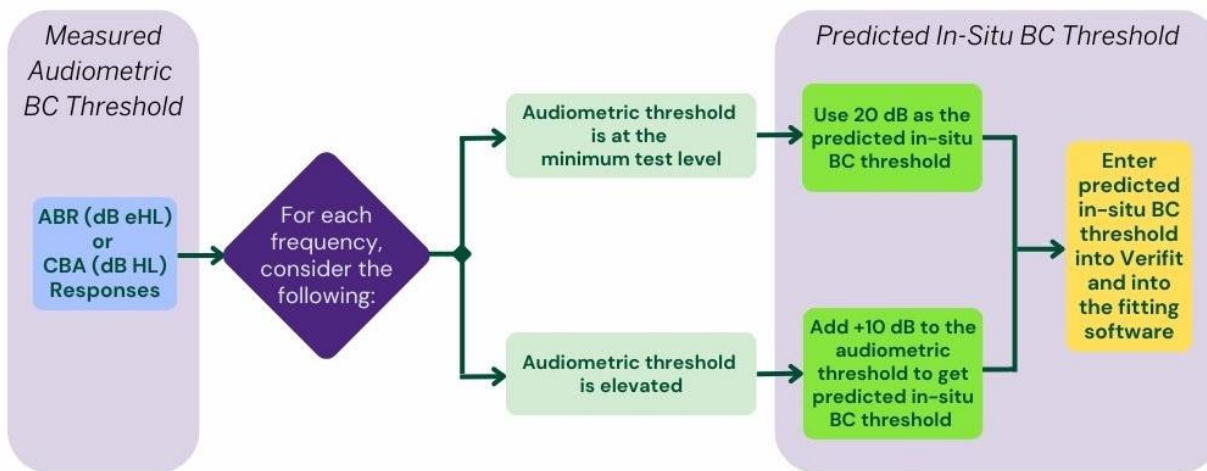 Measured
Audiometric
BC Threshold
ABR (dB eHL)
or
CBA (dB HL)
Responses
For each
frequency,
consider the
following:
Audiometric threshold
is at the
minimum test level
Audiometric threshold
is elevated
Predicted In-Situ BC Threshold
Use 20 dB as the
predicted in-situ
BC threshold
Add +10 dB to the
audiometric
threshold to get
predicted in-situ
BC threshold
Enter
predicted
in-situ BC
threshold
into Verifit
and into
the fitting
software